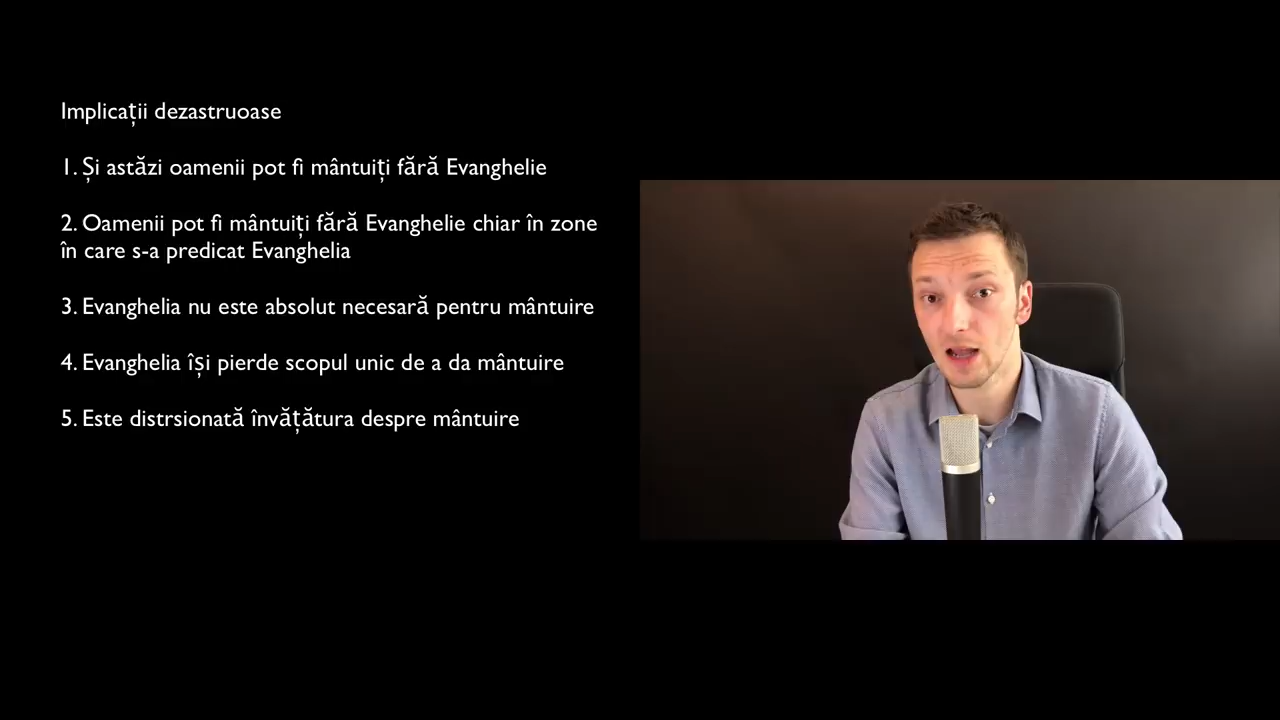 Implicații dezastruoase
1. Și astăzi oamenii pot fi mântuiți fără Evanghelie
2. Oamenii pot fi mântuiți fără Evanghelie chiar în zone
în care s-a predicat Evanghelia
3. Evanghelia nu este absolut necesară pentru mântuire
4. Evanghelia își pierde scopul unic de a da mântuire
5. Este distrsionată învățătura despre mântuire